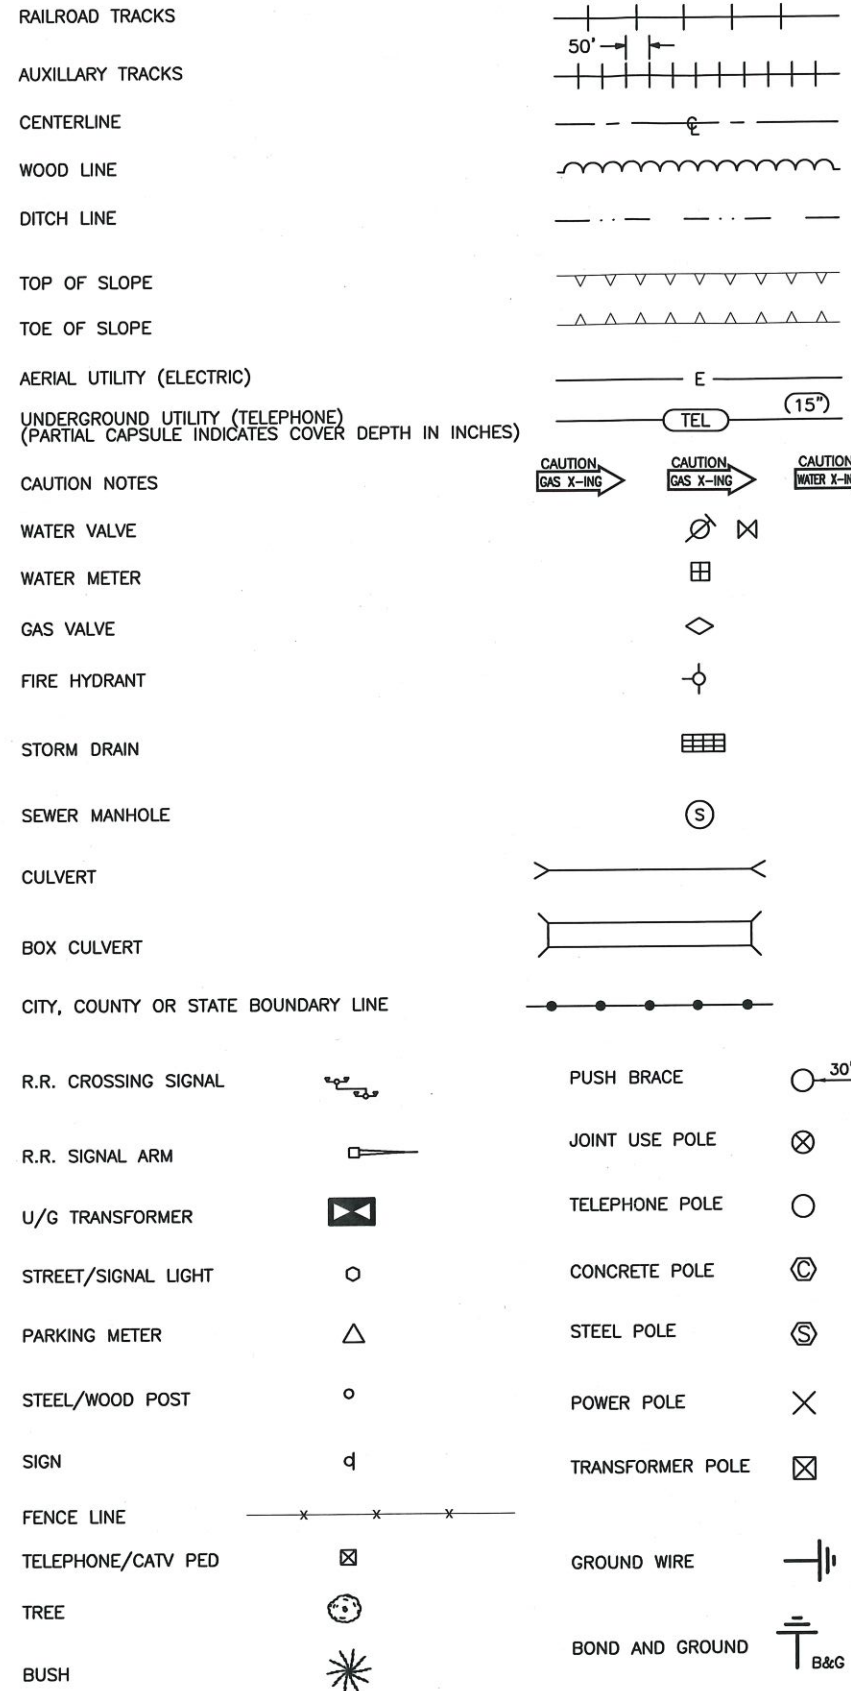 RAILROAD TRACKS
50'
AUXILLARY TRACKS
CENTERLINE
WOOD LINE
DITCH LINE
TOP OF SLOPE
TOE OF SLOPE
AERIAL UTILITY (ELECTRIC) E
UNDERGROUND UTILITY (TELEPHONE) TEL (15")
(PARTIAL CAPSULE INDICATES COVER DEPTH IN INCHES)
CAUTION CAUTION CAUTION
CAUTION NOTES GAS X-ING GAS X-ING WATER X-IN
WATER VALVE
WATER METER
GAS VALVE
FIRE HYDRANT
STORM DRAIN
SEWER MANHOLE S
CULVERT
BOX CULVERT
CITY, COUNTY OR STATE BOUNDARY LINE
R.R. CROSSING SIGNAL
R.R. SIGNAL ARM
U/G TRANSFORMER
STREET/SIGNAL LIGHT
PARKING METER
STEEL/WOOD POST
SIGN
FENCE LINE x x x
TELEPHONE/CATV PED
TREE
BUSH
PUSH BRACE 30'
JOINT USE POLE
TELEPHONE POLE
CONCRETE POLE C
STEEL POLE S
POWER POLE
TRANSFORMER POLE
GROUND WIRE
BOND AND GROUND B&G